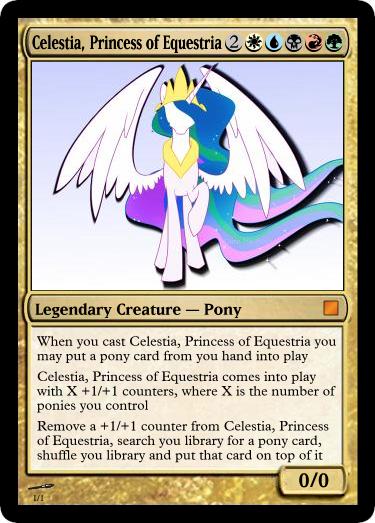 Celestia, Princess of Equestria 2
Legendary Creature — Pony
When you cast Celestia, Princess of Equestria you
may put a pony card from you hand into play
Celestia, Princess of Equestria comes into play
with X +1/+1 counters, where X is the number of
ponies you control
Remove a +1/+1 counter from Celestia, Princess
of Equestria, search you library for a pony card,
shuffle you library and put that card on top of it
0/0
1/1